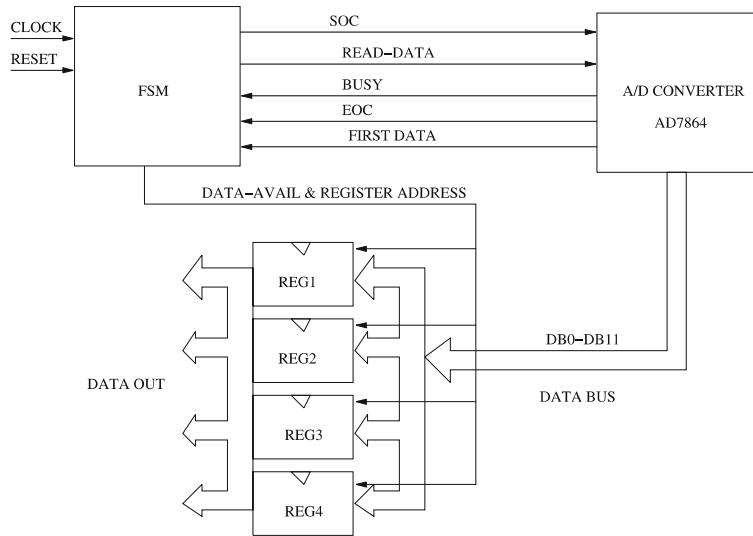 CLOCK
RESET
FSM
SOC
READ–DATA
BUSY
EOC
FIRST DATA
A/D CONVERTER
AD7864
DATA–AVAIL & REGISTER ADDRESS
REG1
REG2
REG3
REG4
DATA OUT
DB0–DB11
DATA BUS